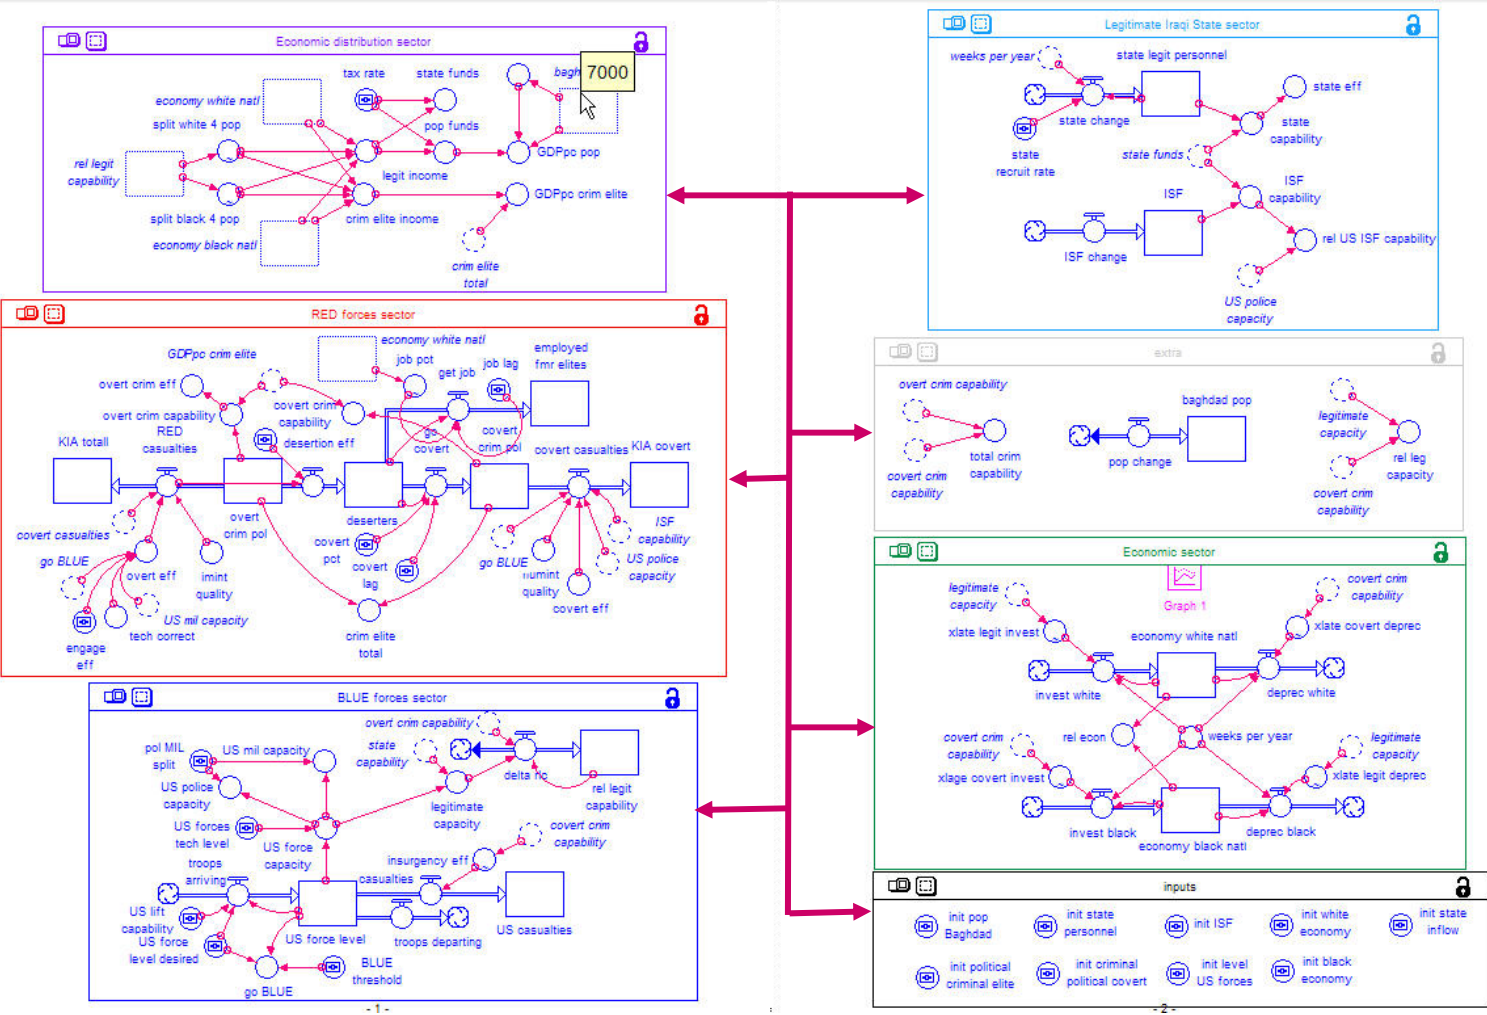 Economic distribution sector
tax rate
state funds
bagh
7000
economy white natl
split white 4 pop
pop funds
GDPpc pop
rel legit
capability
legit income
GDPpc crim elite
split black 4 pop
crim elite income
economy black natl
crim elite
total
Legitimate Iraqi State sector
weeks per year
state legit personnel
state eff
state change
state
capability
state
recruit rate
state funds
ISF
ISF
capability
ISF change
rel US ISF capability
US police
capacity
RED forces sector
GDPpc crim elite
economy white natl
job pct
get job
job lag
employed
fmr elites
overt crim eff
overt crim capability
covert crim
capability
RED
casualties
desertion eff
go
covert
covert
crim pol
KIA totall
covert casualties
KIA covert
overt
crim pol
deserters
covert casualties
go BLUE
overt eff
imint
quality
covert
pct
covert
lag
go BLUE
quality
covert eff
ISF
capability
US police
capacity
US mil capacity
tech correct
engage
eff
crim elite
total
extra
overt crim capability
total crim
capability
covert crim
capability
baghdad pop
pop change
legitimate
capacity
rel leg
capacity
covert crim
capability
Economic sector
Graph 1
legitimate
capacity
covert crim
capability
xlate legit invest
economy white natl
xlate covert deprec
invest white
deprec white
rel econ
weeks per year
covert crim
capability
legitimate
capacity
xlage covert invest
xlate legit deprec
invest black
deprec black
economy black natl
BLUE forces sector
overt crim capability
state
capability
pol MIL
split
US mil capacity
US police
capacity
delta
rel legit
capability
legitimate
capacity
US forces
tech level
US force
capacity
covert crim
capability
insurgency eff
troops
arriving
casualties
US lift
capability
US force
level desired
US force level
troops departing
US casualties
BLUE
threshold
go BLUE
inputs
init pop
Baghdad
init state
personnel
init ISF
init white
economy
init state
inflow
init political
criminal elite
init criminal
political covert
init level
US forces
init black
economy
- 1 -
- 2 -